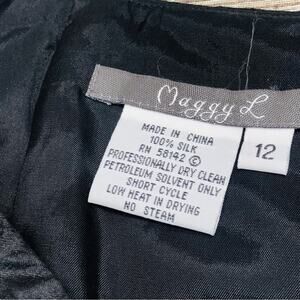 Maggy L
MADE IN CHINA
100% SILK
RN 58142 ©
PROFESSIONALLY DRY CLEAN
PETROLEUM SOLVENT ONLY
SHORT CYCLE
LOW HEAT IN DRYING
NO STEAM
12